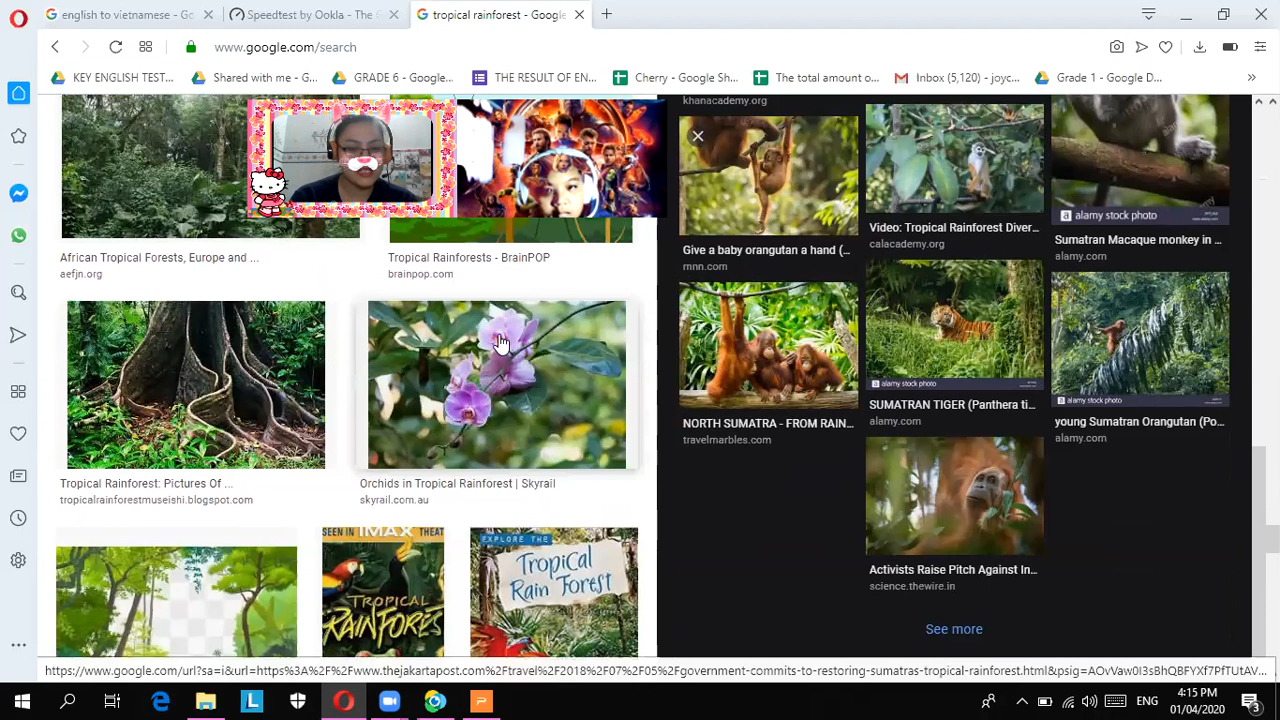 english to vietnamese - Go
Speedtest by Ookla - The G
tropical rainforest - Google
www.google.com/search
KEY ENGLISH TEST...
Shared with me - G...
GRADE 6 - Google...
THE RESULT OF EN...
Cherry - Google Sh...
The total amount o...
Inbox (5,120) - joyc...
Grade 1 - Google D...
khanacademy.org
alamy stock photo
Give a baby orangutan a hand (...
mnn.com
Video: Tropical Rainforest Diver...
calacademy.org
Sumatran Macaque monkey in ...
alamy.com
African Tropical Forests, Europe and ...
aefjn.org
Tropical Rainforests - BrainPOP
brainpop.com
alamy stock photo
alamy stock photo
NORTH SUMATRA - FROM RAIN...
travelmarbles.com
SUMATRAN TIGER (Panthera ti...
alamy.com
young Sumatran Orangutan (Po...
alamy.com
Tropical Rainforest: Pictures Of ...
tropicalrainforestmuseishi.blogspot.com
Orchids in Tropical Rainforest | Skyrail
skyrail.com.au
SEEN IN IMAX THEAT
TROPICAL
RAINFOREST
EXPLORE THE
Tropical
Rain Forest
Activists Raise Pitch Against In...
science.thewire.in
See more
https://www.google.com/url?sa=i&url=https%3A%2F%2Fwww.thejakartapost.com%2Ftravel%2F2018%2F07%2F05%2Fgovernment-commits-to-restoring-sumatras-tropical-rainforest.html&psig=AOvVaw0I3sBhQBFYXf7PfUtAV...
ENG
4:15 PM
01/04/2020
3